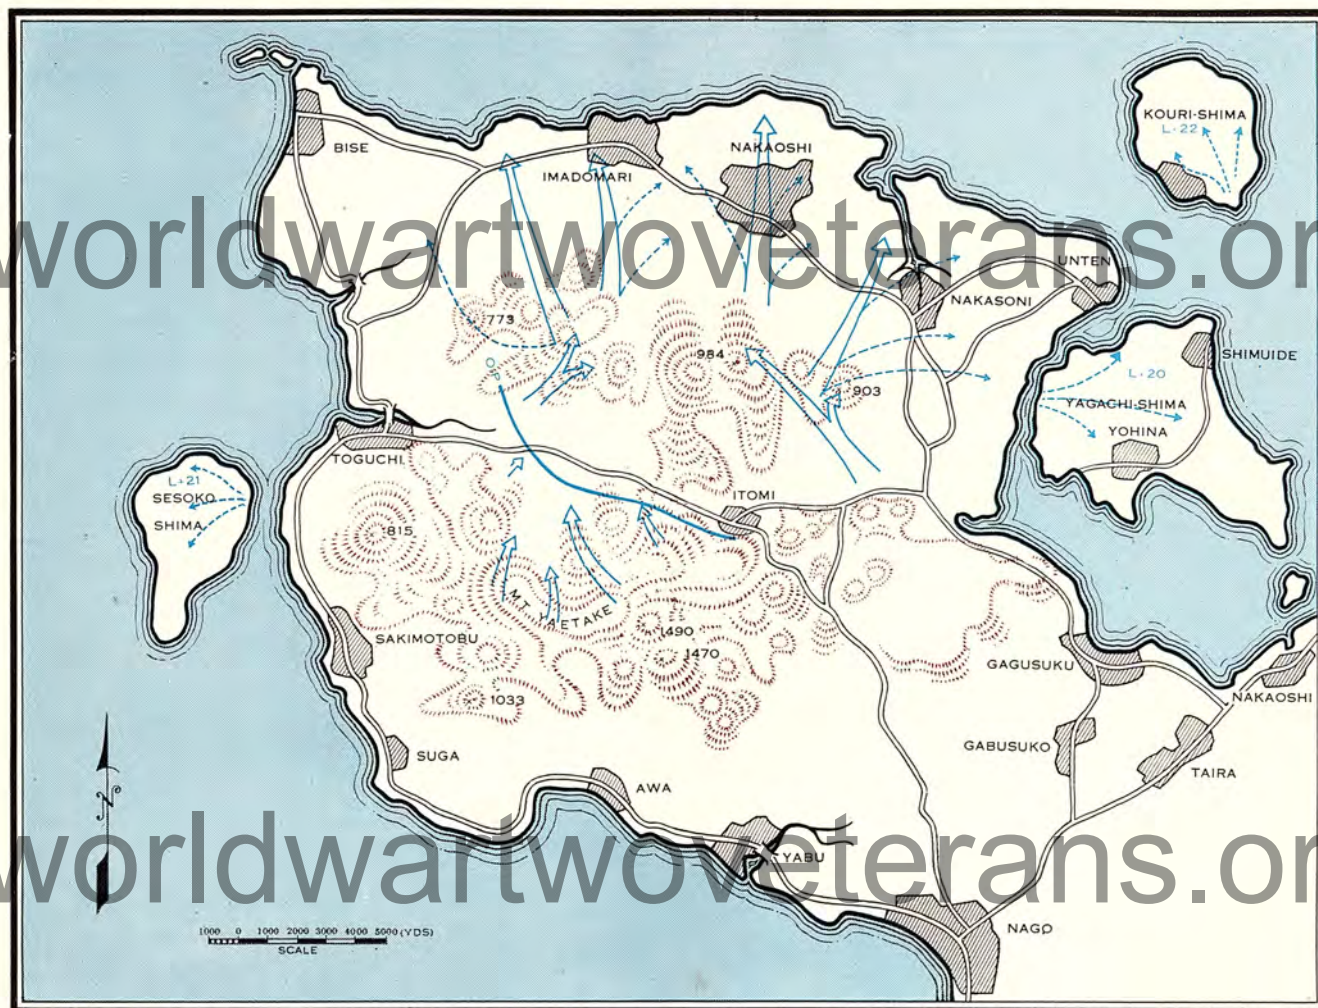 KOURI-SHIMA
L+22
BISE
IMADOMARI
NAKAOSHI
worldwartwoveterans.or
UNTEN
NAKASONI
773
984
903
O-P
SHIMUIDE
L+20
YAGACHI-SHIMA
YOHINA
TOGUCHI
L+21
SESOKO
SHIMA
ITOMI
815
MT. YAETAKE
SAKIMOTOBU
1490
1470
1033
GAGUSUKU
NAKAOSHI
SUGA
GABUSUKO
TAIRA
AWA
N
worldwartwoveterans.or
YABU
NAGO
1000 0 1000 2000 3000 4000 5000 (YDS)
SCALE